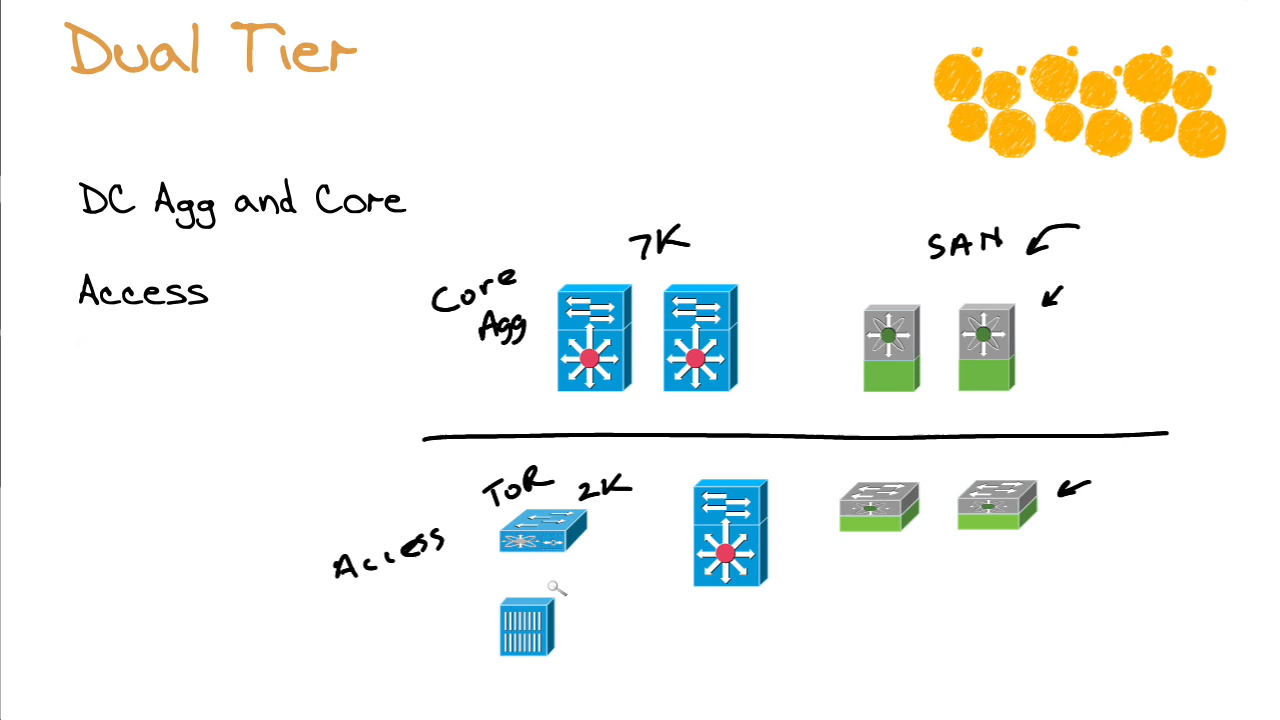 Dual Tier
DC Agg and Core
Access
7K
SAN
Core
Agg
ToR
2K
Access